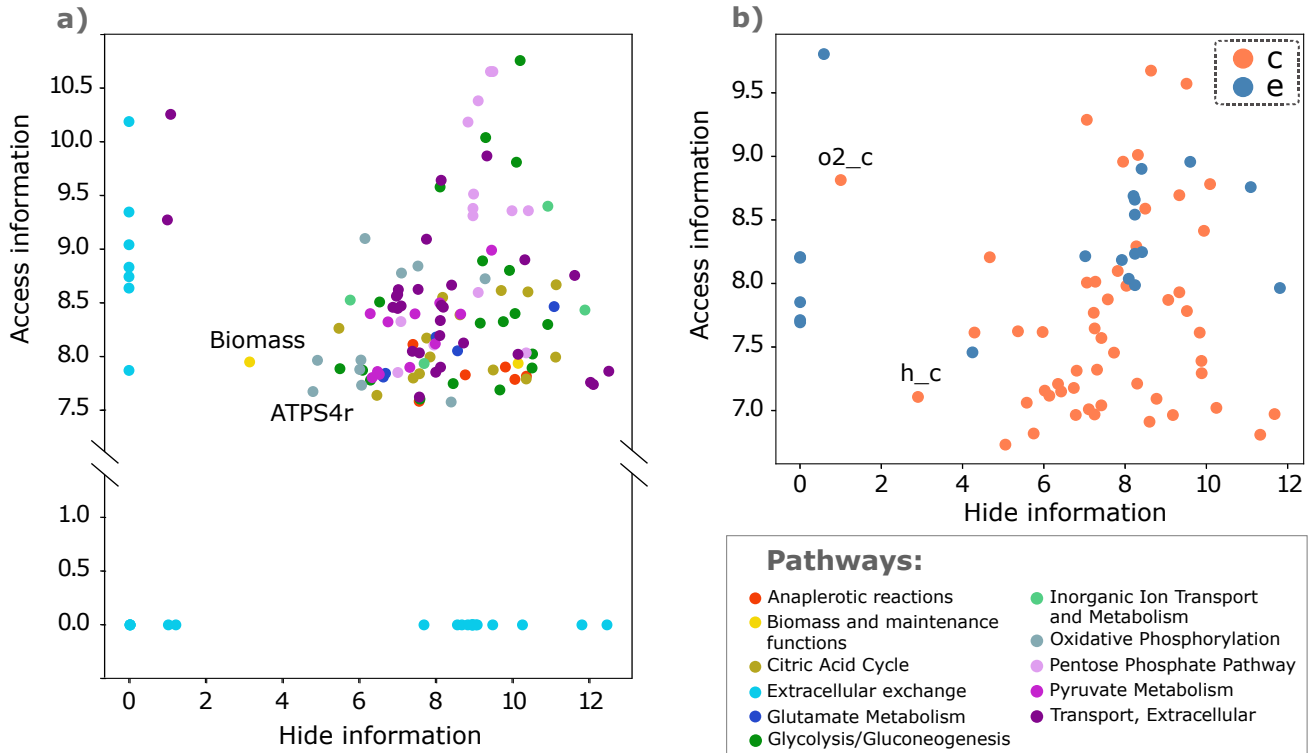 a)
Access information
10.5
10.0
9.5
9.0
8.5
8.0
7.5
1.0
0.5
0.0
Biomass
ATPS4r
0 2 4 6 8 10 12
Hide information
b)
Access information
9.5
9.0
8.5
8.0
7.5
7.0
c
e
o2_c
h_c
0 2 4 6 8 10 12
Hide information
Pathways:
Anaplerotic reactions
Biomass and maintenance
functions
Citric Acid Cycle
Extracellular exchange
Glutamate Metabolism
Glycolysis/Gluconeogenesis
Inorganic Ion Transport
and Metabolism
Oxidative Phosphorylation
Pentose Phosphate Pathway
Pyruvate Metabolism
Transport, Extracellular